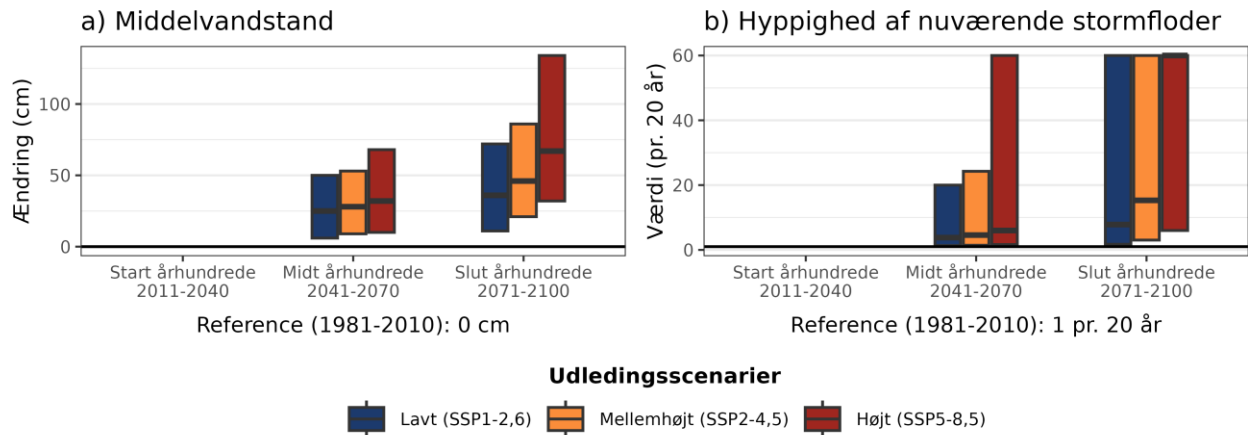 a) Middelvandstand
Ændring (cm)
100
50
0
Start århundrede
2011-2040
Midt århundrede
2041-2070
Slut århundrede
2071-2100
Reference (1981-2010): 0 cm
b) Hyppighed af nuværende stormfloder
Værdi (pr. 20 år)
60
40
20
0
Start århundrede
2011-2040
Midt århundrede
2041-2070
Slut århundrede
2071-2100
Reference (1981-2010): 1 pr. 20 år
Udledingsscenarier
Lavt (SSP1-2,6)
Mellemhøjt (SSP2-4,5)
Højt (SSP5-8,5)